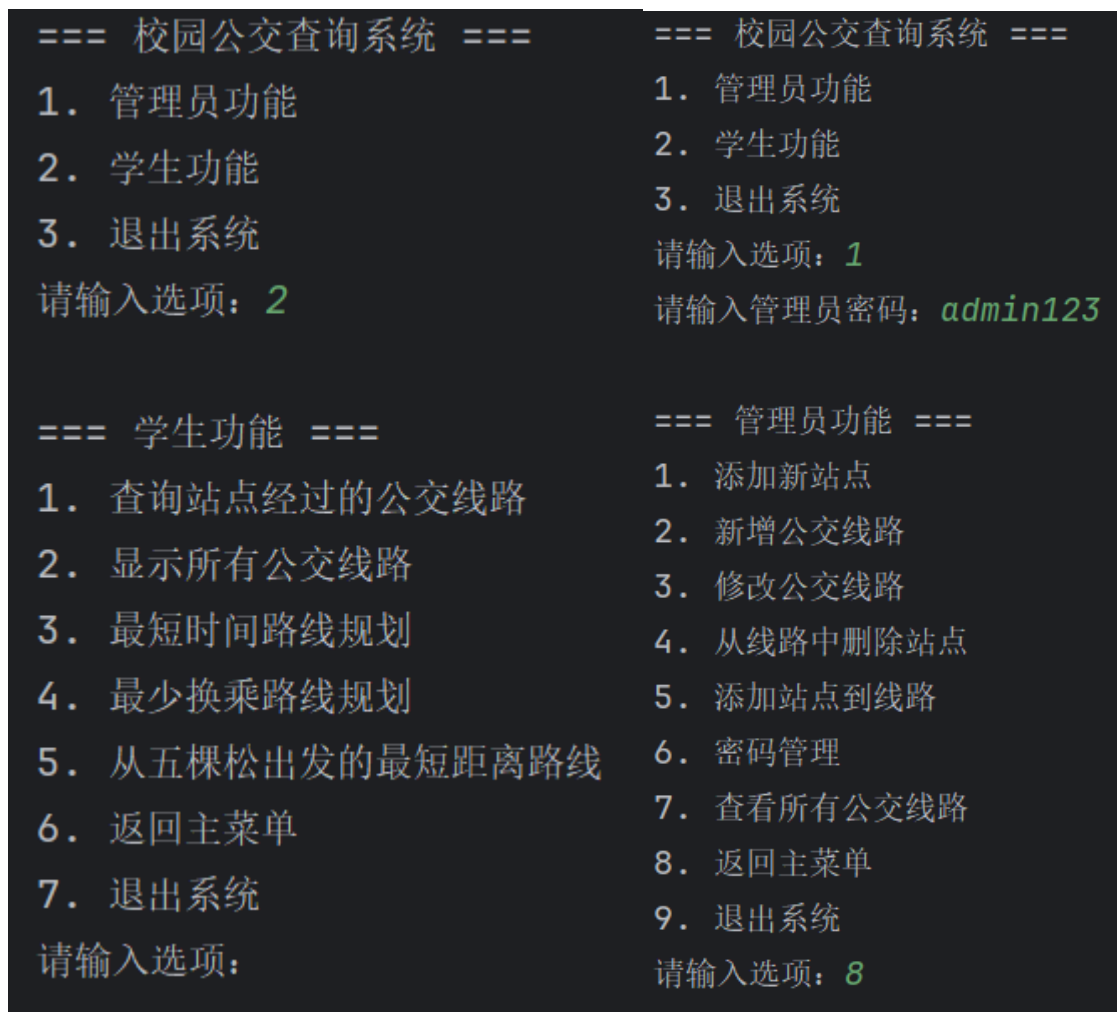 === 校园公交查询系统 ===
1. 管理员功能
2. 学生功能
3. 退出系统
请输入选项：2
=== 学生功能 ===
1. 查询站点经过的公交线路
2. 显示所有公交线路
3. 最短时间路线规划
4. 最少换乘路线规划
5. 从五棵松出发的最短距离路线
6. 返回主菜单
7. 退出系统
请输入选项：
=== 校园公交查询系统 ===
1. 管理员功能
2. 学生功能
3. 退出系统
请输入选项：1
请输入管理员密码：admin123
=== 管理员功能 ===
1. 添加新站点
2. 新增公交线路
3. 修改公交线路
4. 从线路中删除站点
5. 添加站点到线路
6. 密码管理
7. 查看所有公交线路
8. 返回主菜单
9. 退出系统
请输入选项：8